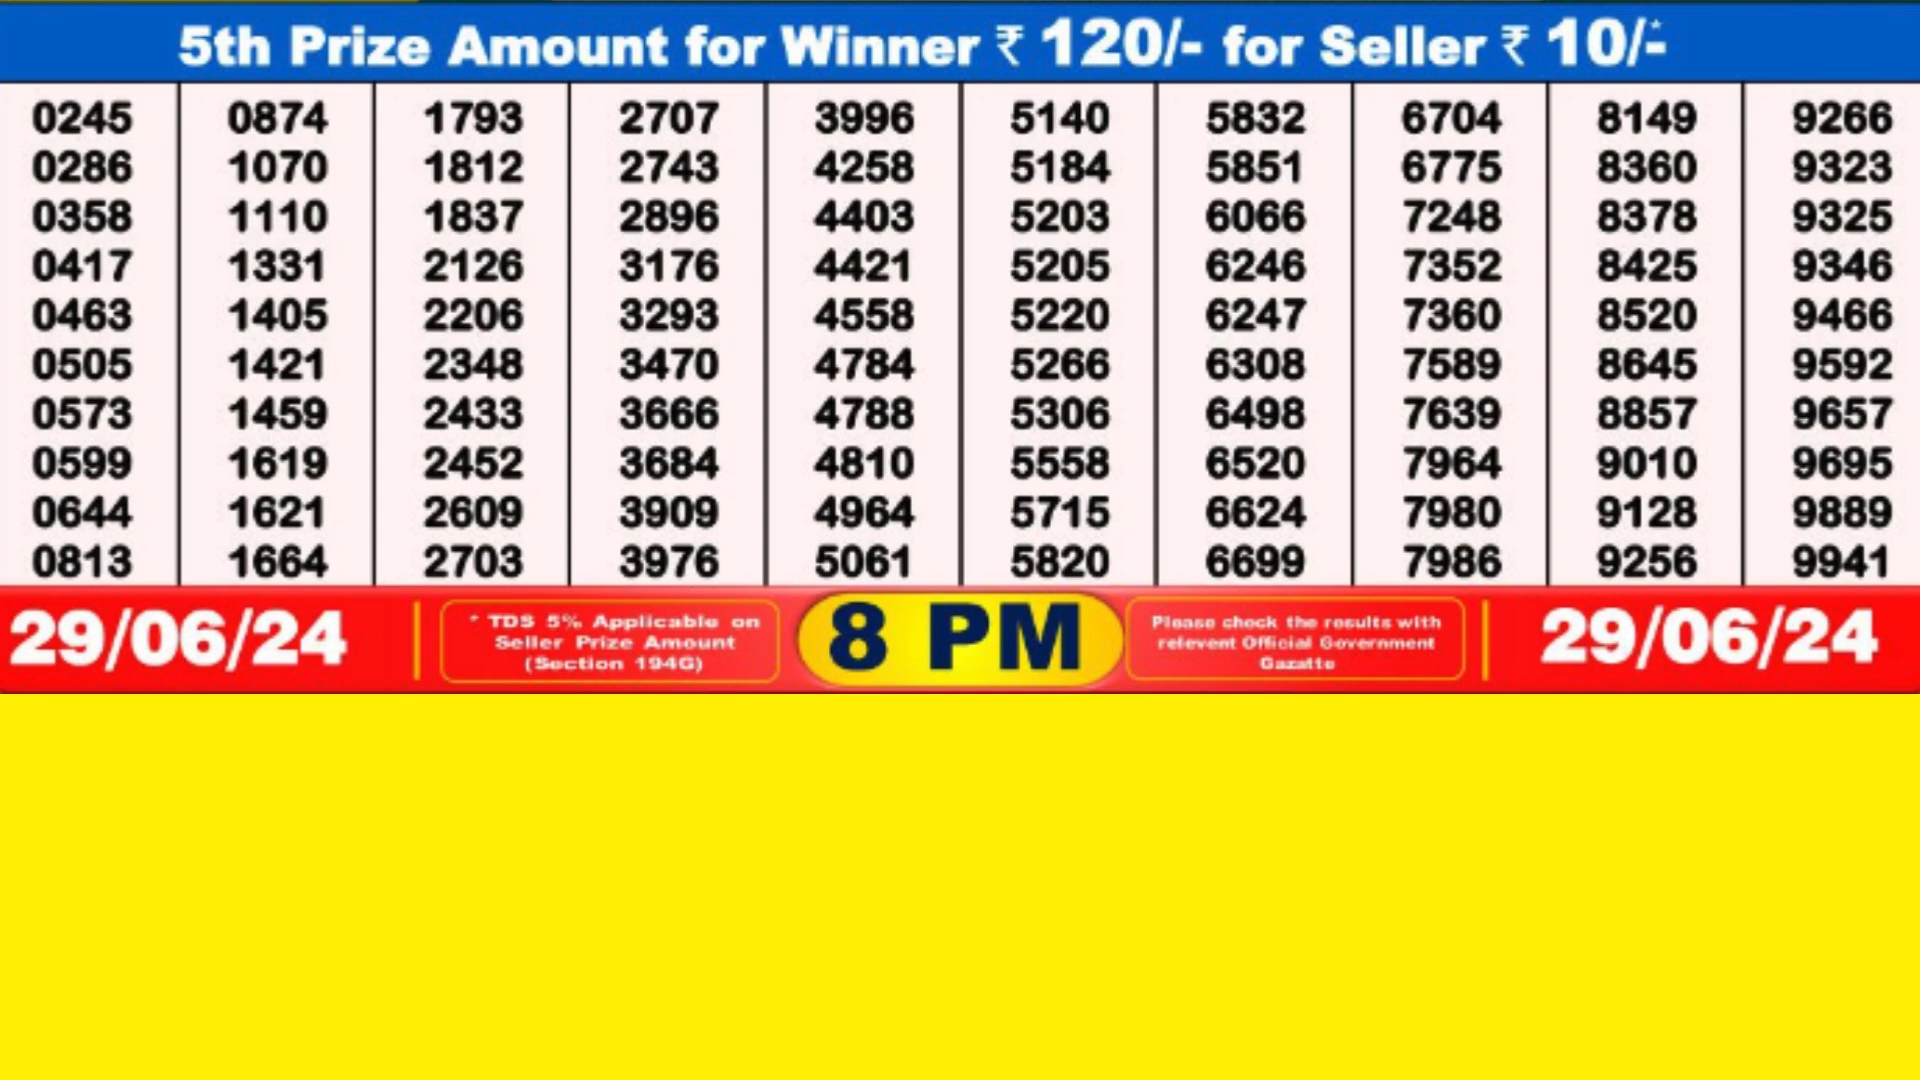 5th Prize Amount for Winner ₹ 120/- for Seller ₹ 10/-*
0245 0874 1793 2707 3996 5140 5832 6704 8149 9266
0286 1070 1812 2743 4258 5184 5851 6775 8360 9323
0358 1110 1837 2896 4403 5203 6066 7248 8378 9325
0417 1331 2126 3176 4421 5205 6246 7352 8425 9346
0463 1405 2206 3293 4558 5220 6247 7360 8520 9466
0505 1421 2348 3470 4784 5266 6308 7589 8645 9592
0573 1459 2433 3666 4788 5306 6498 7639 8857 9657
0599 1619 2452 3684 4810 5558 6520 7964 9010 9695
0644 1621 2609 3909 4964 5715 6624 7980 9128 9889
0813 1664 2703 3976 5061 5820 6699 7986 9256 9941
29/06/24
* TDS 5% Applicable on
Seller Prize Amount
(Section 194G)
8 PM
Please check the results with
relevent Official Government
Gazatte
29/06/24